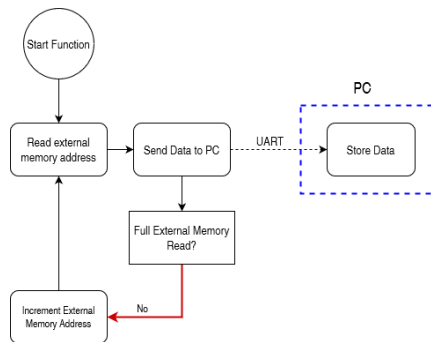 Start Function
PC
Read external
memory address
Send Data to PC
UART
Store Data
Full External Memory
Read?
No
Increment External
Memory Address